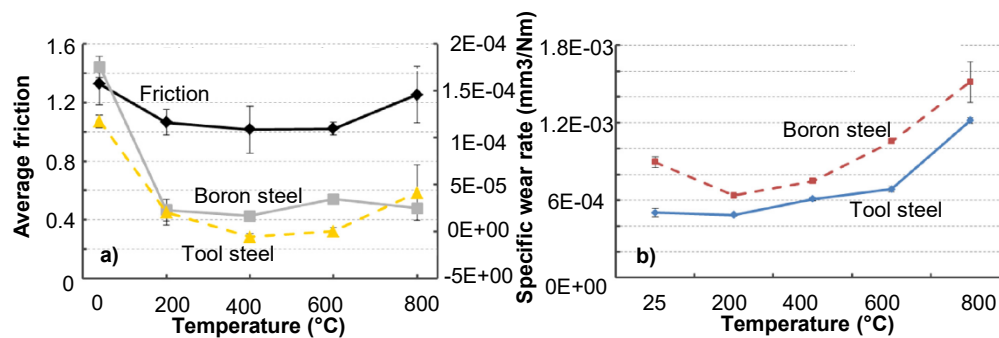 Average friction
1.6
1.2
0.8
0.4
0
2E-04
1.5E-04
1E-04
5E-05
0E+00
-5E+00
Friction
Boron steel
Tool steel
a)
0
200
400
600
800
Temperature (°C)
Specific wear rate (mm3/Nm)
1.8E-03
1.2E-03
6E-04
0E+00
Boron steel
Tool steel
b)
25
200
400
600
800
Temperature (°C)